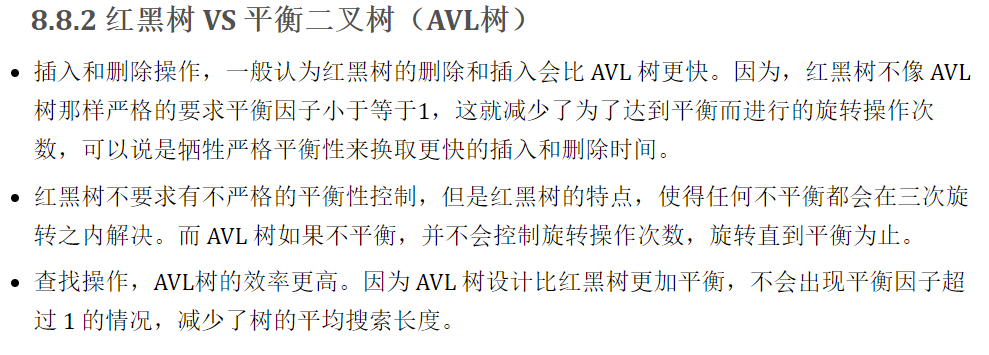 8.8.2 红黑树 VS 平衡二叉树（AVL树）
• 插入和删除操作，一般认为红黑树的删除和插入会比 AVL 树更快。因为，红黑树不像 AVL
树那样严格的要求平衡因子小于等于1，这就减少了为了达到平衡而进行的旋转操作次
数，可以说是牺牲严格平衡性来换取更快的插入和删除时间。
• 红黑树不要求有不严格的平衡性控制，但是红黑树的特点，使得任何不平衡都会在三次旋
转之内解决。而 AVL 树如果不平衡，并不会控制旋转操作次数，旋转直到平衡为止。
• 查找操作，AVL树的效率更高。因为 AVL 树设计比红黑树更加平衡，不会出现平衡因子超
过 1 的情况，减少了树的平均搜索长度。